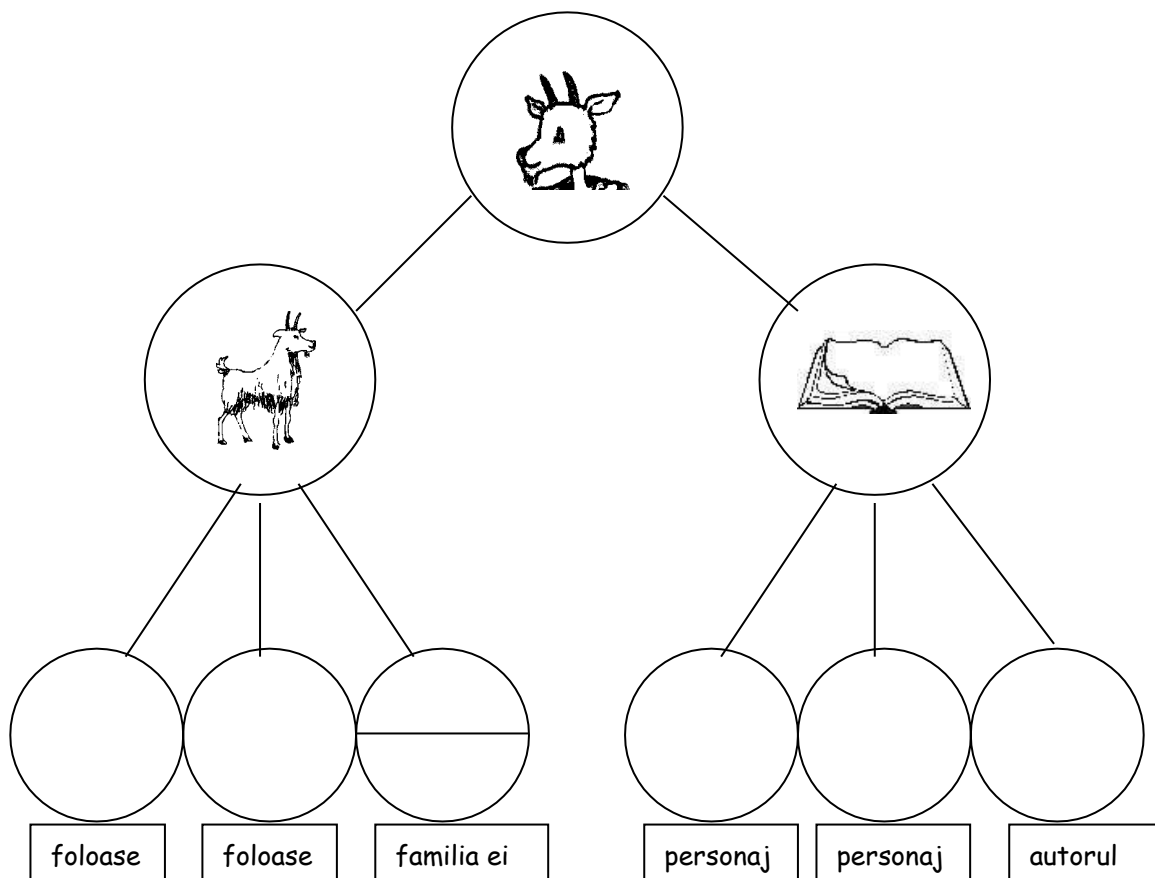 foloase
foloase
familia ei
personaj
personaj
autorul